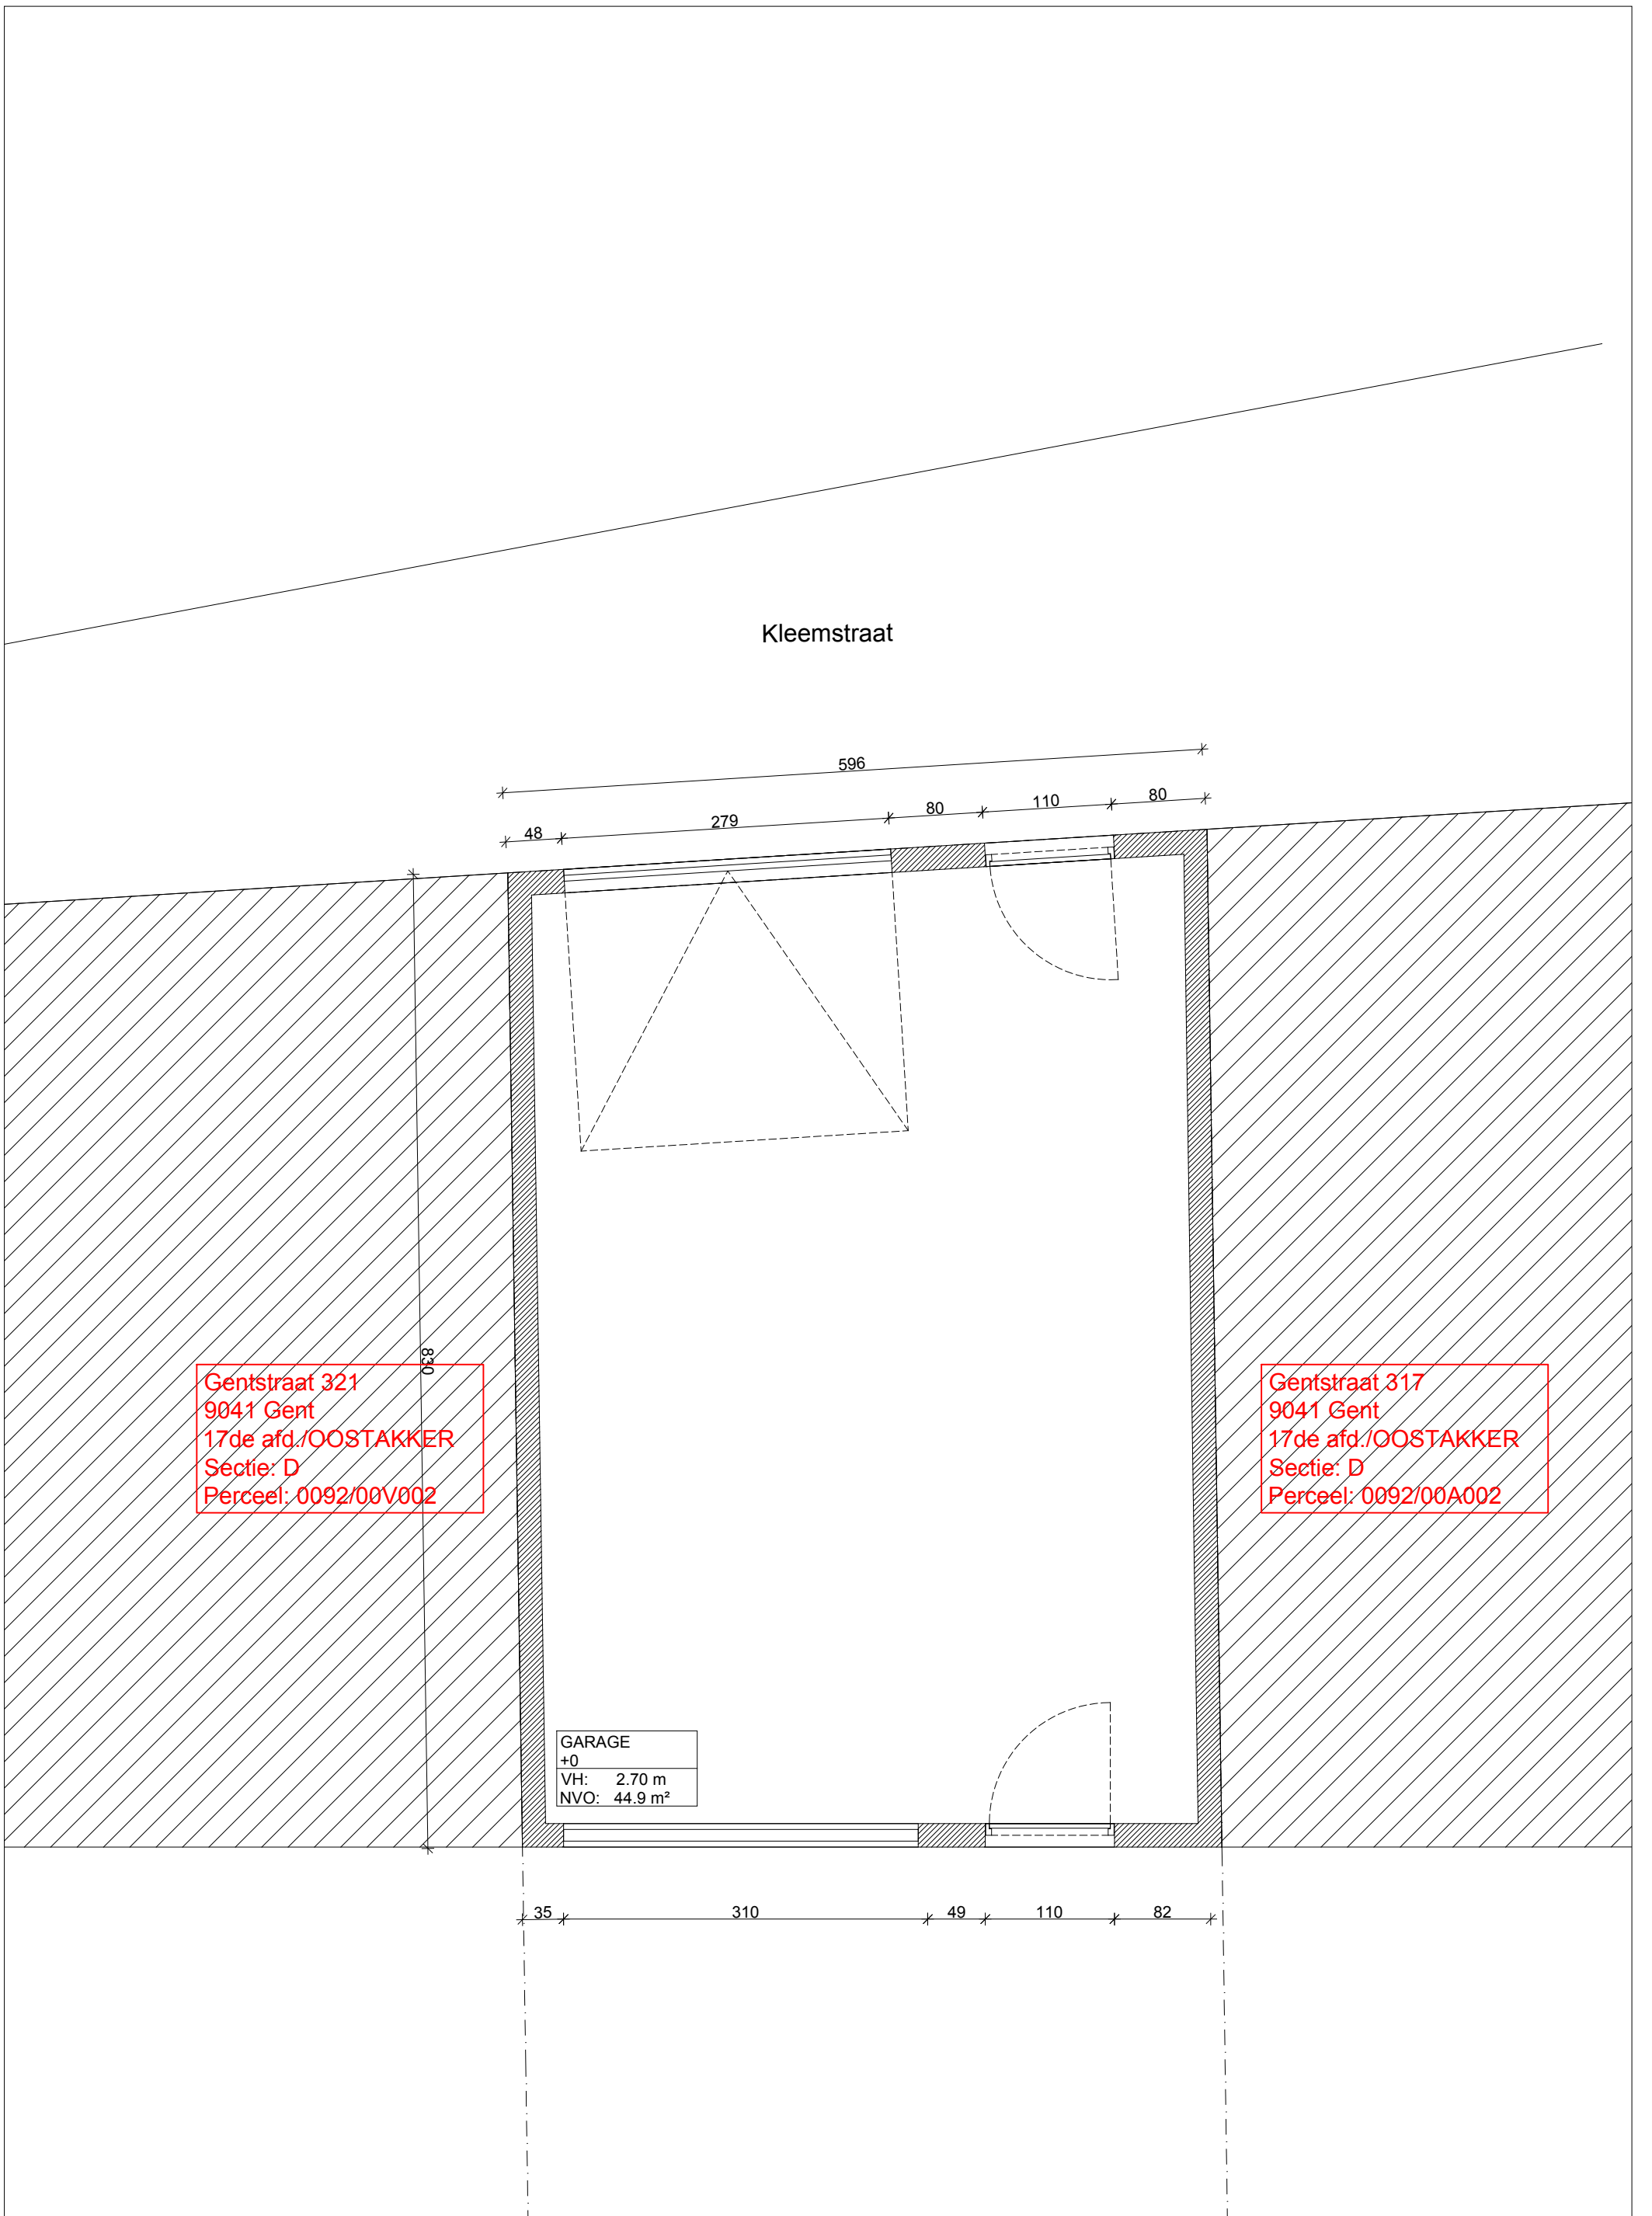 Kleemstraat
596
48
279
80
110
80
830
Gentstraat 321
9041 Gent
17de afd./OOSTAKKER
Sectie: D
Perceel: 0092/00V002
Gentstraat 317
9041 Gent
17de afd./OOSTAKKER
Sectie: D
Perceel: 0092/00A002
GARAGE
+0
VH: 2.70 m
NVO: 44.9 m²
35
310
49
110
82